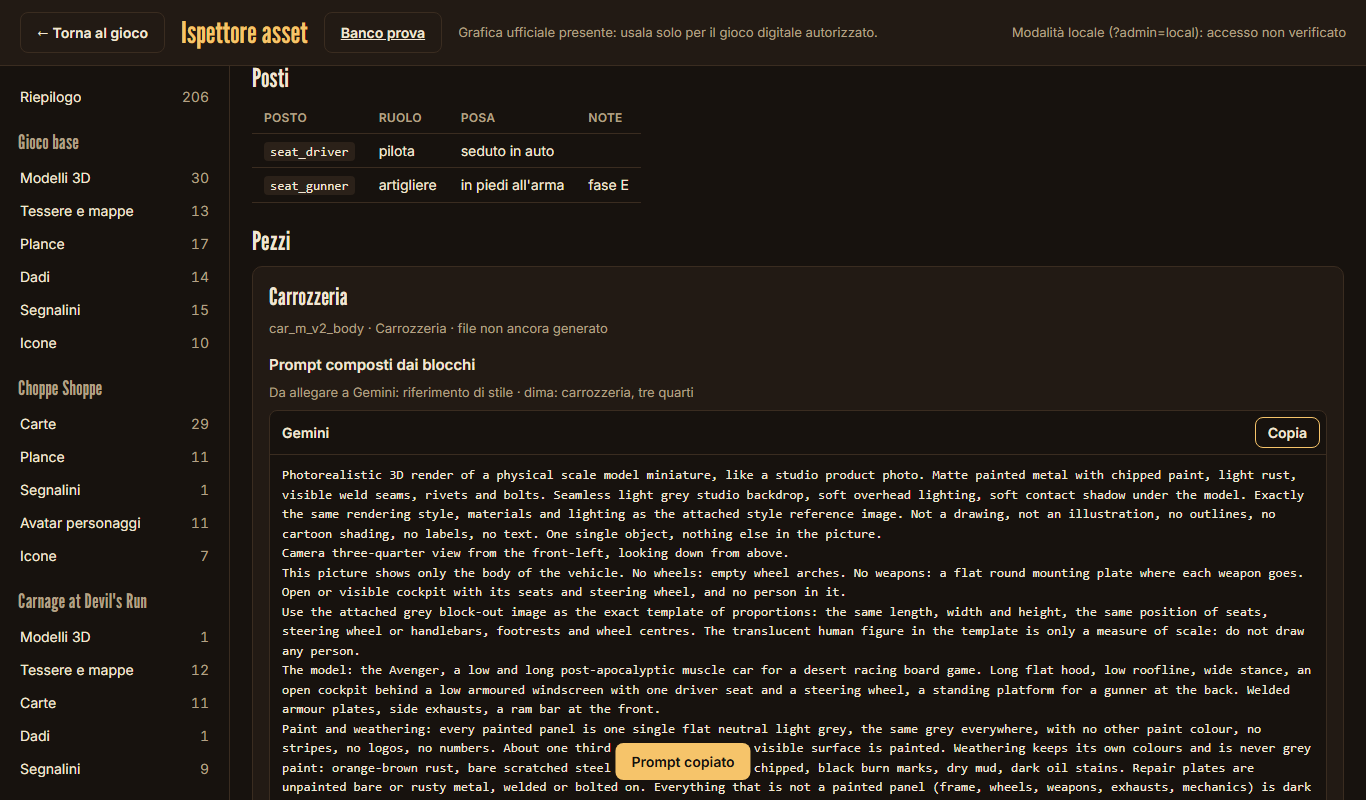 ← Torna al gioco
Ispettore asset
Banco prova
Grafica ufficiale presente: usala solo per il gioco digitale autorizzato.
Modalità locale (?admin=local): accesso non verificato
Riepilogo 206
Gioco base
Modelli 3D 30
Tessere e mappe 13
Plance 17
Dadi 14
Segnalini 15
Icone 10
Choppe Shoppe
Carte 29
Plance 11
Segnalini 1
Avatar personaggi 11
Icone 7
Carnage at Devil's Run
Modelli 3D 1
Tessere e mappe 12
Carte 11
Dadi 1
Segnalini 9
Posti
POSTO RUOLO POSA NOTE
seat_driver pilota seduto in auto
seat_gunner artigliere in piedi all'arma fase E
Pezzi
Carrozzeria
car_m_v2_body · Carrozzeria · file non ancora generato
Prompt composti dai blocchi
Da allegare a Gemini: riferimento di stile · dima: carrozzeria, tre quarti
Gemini Copia
Photorealistic 3D render of a physical scale model miniature, like a studio product photo. Matte painted metal with chipped paint, light rust,
visible weld seams, rivets and bolts. Seamless light grey studio backdrop, soft overhead lighting, soft contact shadow under the model. Exactly
the same rendering style, materials and lighting as the attached style reference image. Not a drawing, not an illustration, no outlines, no
cartoon shading, no labels, no text. One single object, nothing else in the picture.
Camera three-quarter view from the front-left, looking down from above.
This picture shows only the body of the vehicle. No wheels: empty wheel arches. No weapons: a flat round mounting plate where each weapon goes.
Open or visible cockpit with its seats and steering wheel, and no person in it.
Use the attached grey block-out image as the exact template of proportions: the same length, width and height, the same position of seats,
steering wheel or handlebars, footrests and wheel centres. The translucent human figure in the template is only a measure of scale: do not draw
any person.
The model: the Avenger, a low and long post-apocalyptic muscle car for a desert racing board game. Long flat hood, low roofline, wide stance, an
open cockpit behind a low armoured windscreen with one driver seat and a steering wheel, a standing platform for a gunner at the back. Welded
armour plates, side exhausts, a ram bar at the front.
Paint and weathering: every painted panel is one single flat neutral light grey, the same grey everywhere, with no other paint colour, no
stripes, no logos, no numbers. About one third visible surface is painted. Weathering keeps its own colours and is never grey
paint: orange-brown rust, bare scratched steel chipped, black burn marks, dry mud, dark oil stains. Repair plates are
unpainted bare or rusty metal, welded or bolted on. Everything that is not a painted panel (frame, wheels, weapons, exhausts, mechanics) is dark
Prompt copiato